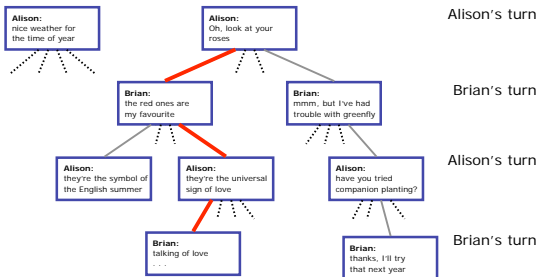 Alison:
nice weather for
the time of year
Alison:
Oh, look at your
roses
Alison's turn
Brian:
the red ones are
my favourite
Brian:
mmm, but I've had
trouble with greenfly
Brian's turn
Alison:
they're the symbol of
the English summer
Alison:
they're the universal
sign of love
Alison:
have you tried
companion planting?
Alison's turn
Brian:
talking of love
. . .
Brian:
thanks, I'll try
that next year
Brian's turn